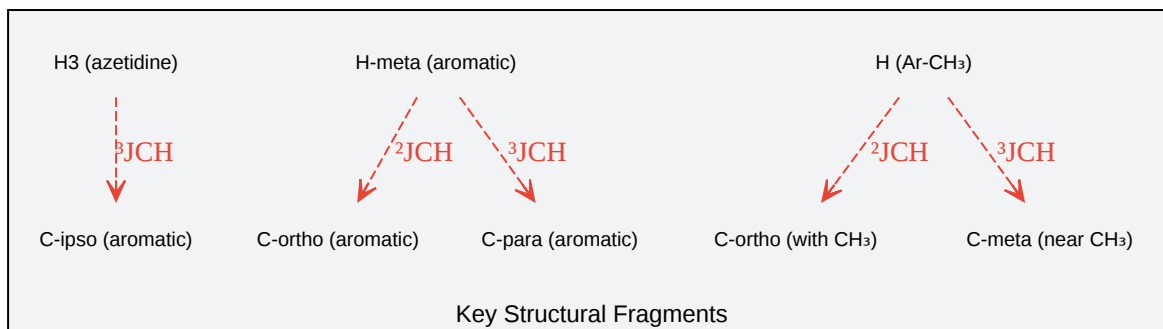 H3 (azetidine) H-meta (aromatic) H (Ar-CH₃)
³JCH ²JCH ³JCH ²JCH ³JCH
C-ipso (aromatic) C-ortho (aromatic) C-para (aromatic) C-ortho (with CH₃) C-meta (near CH₃)
Key Structural Fragments